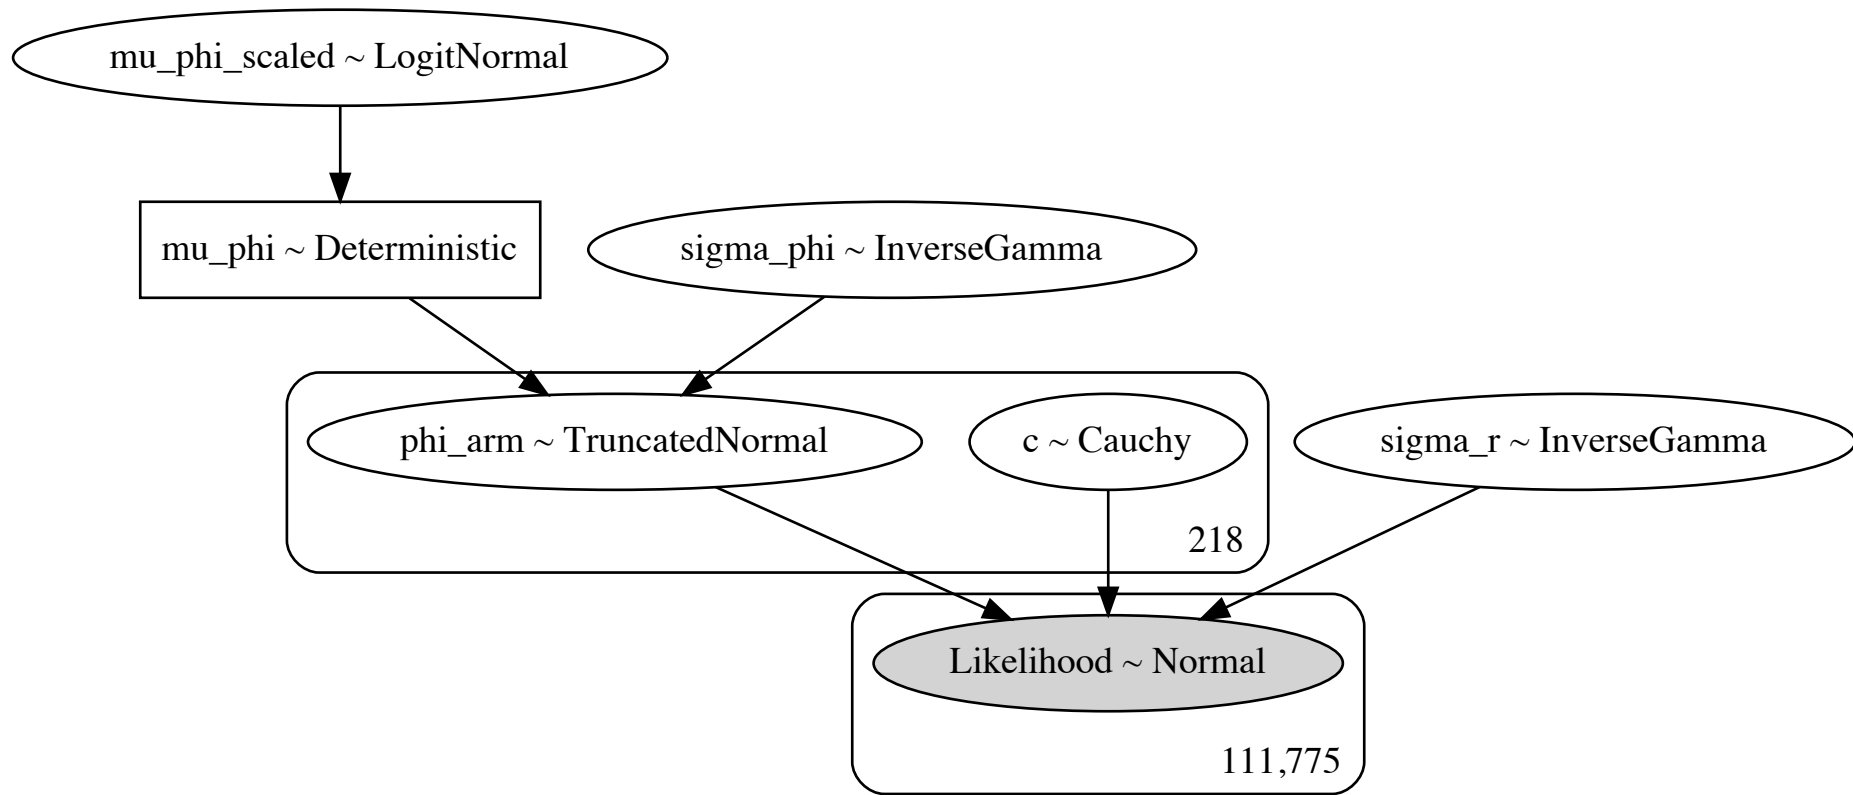 mu_phi_scaled ~ LogitNormal
mu_phi ~ Deterministic
sigma_phi ~ InverseGamma
phi_arm ~ TruncatedNormal
c ~ Cauchy
sigma_r ~ InverseGamma
218
Likelihood ~ Normal
111,775